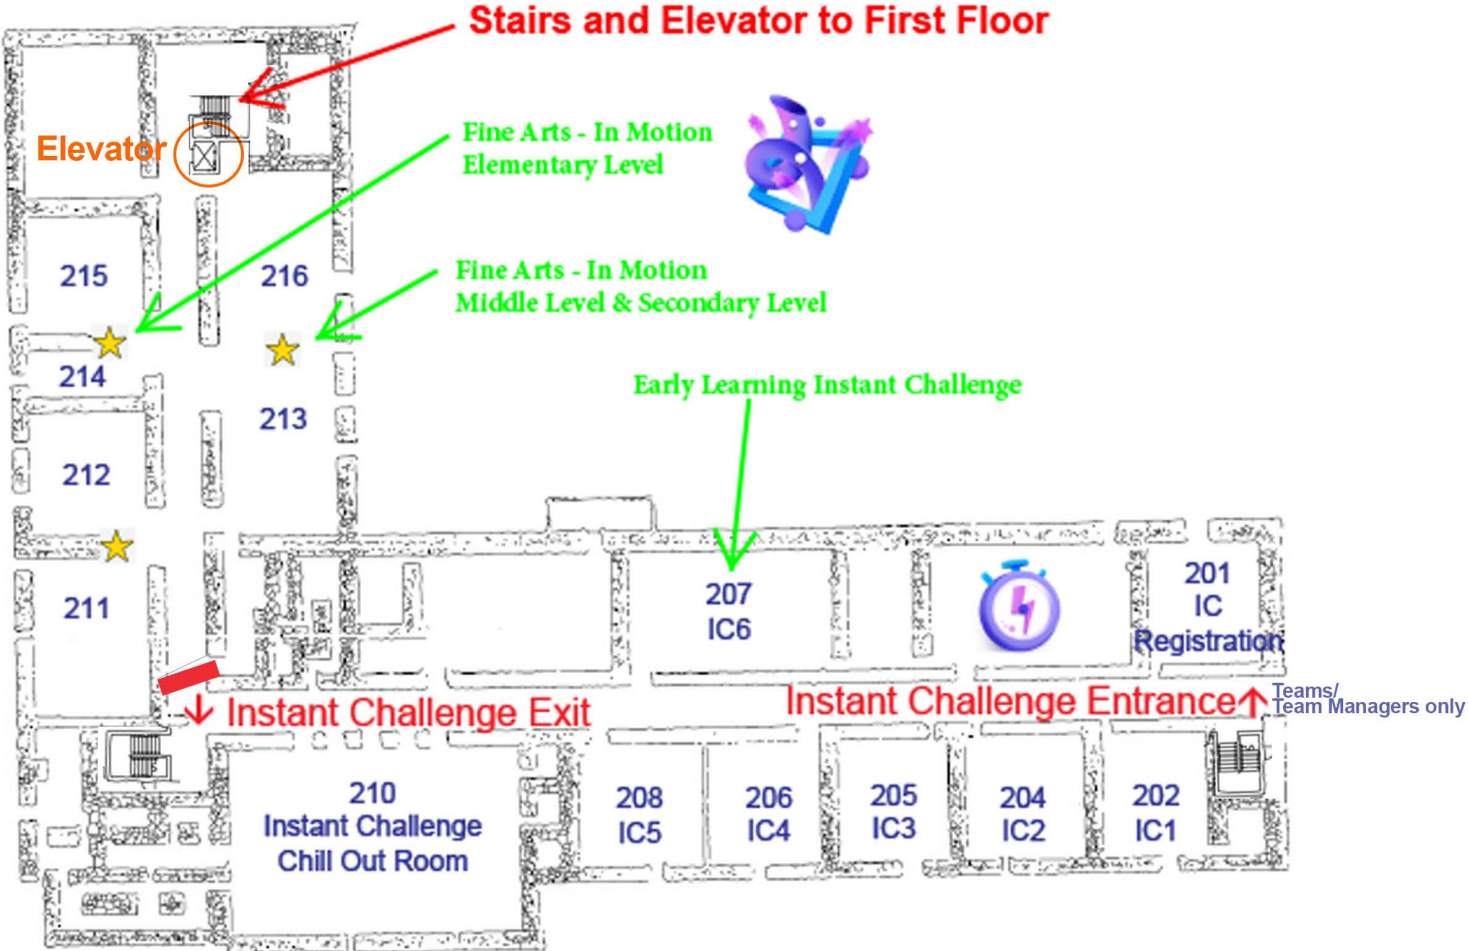 Stairs and Elevator to First Floor
Elevator
Fine Arts - In Motion
Elementary Level
215
216
Fine Arts - In Motion
Middle Level & Secondary Level
214
Early Learning Instant Challenge
213
212
211
207
IC6
201
IC
Registration
Instant Challenge Exit
Instant Challenge Entrance
Teams/
Team Managers only
210
Instant Challenge
Chill Out Room
208
IC5
206
IC4
205
IC3
204
IC2
202
IC1